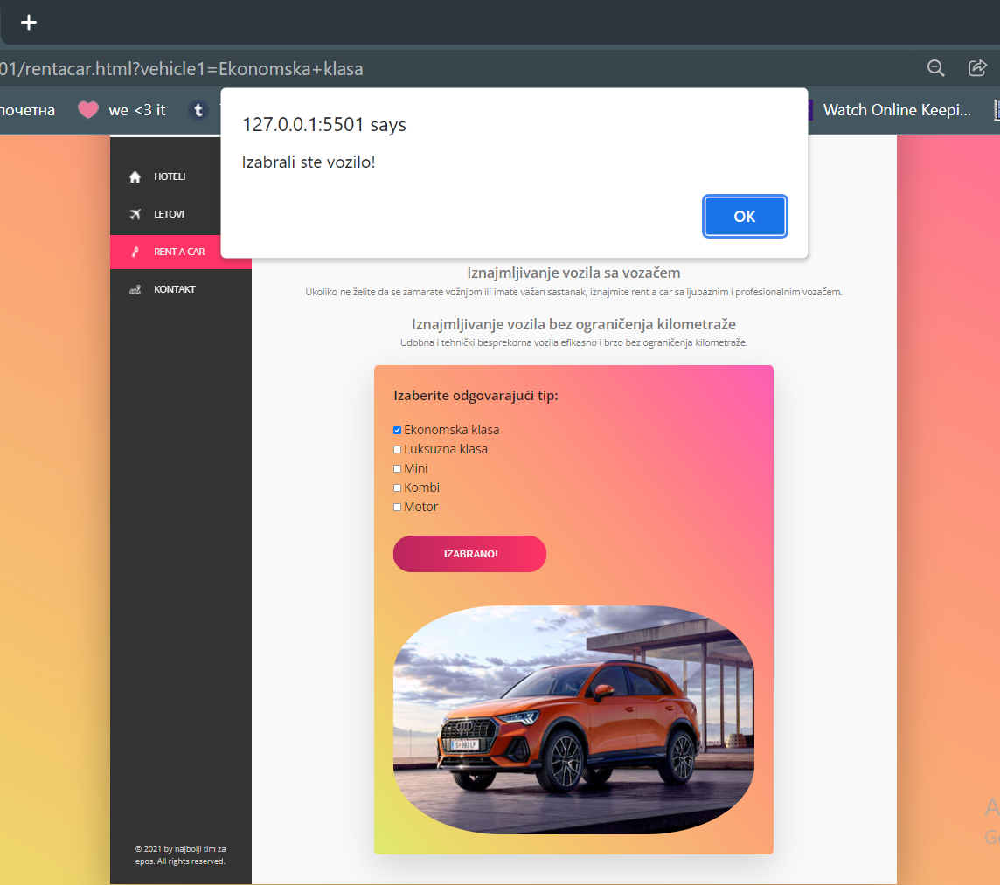 01/rentacar.html?vehicle1=Ekonomska+klasa
почетна
we <3 it
t
Watch Online Keepi...
127.0.0.1:5501 says
Izabrali ste vozilo!
OK
HOTELI
LETOVI
RENT A CAR
KONTAKT
Iznajmljivanje vozila sa vozačem
Ukoliko ne želite da se zamarate vožnjom ili imate važan sastanak, iznajmite rent a car sa ljubaznim i profesionalnim vozačem.
Iznajmljivanje vozila bez ograničenja kilometraže
Udobna i tehnički besprekorna vozila efikasno i brzo bez ograničenja kilometraže.
Izaberite odgovarajući tip:
Ekonomska klasa
Luksuzna klasa
Mini
Kombi
Motor
IZABRANO!
© 2021 by najbolji tim za
epos. All rights reserved.